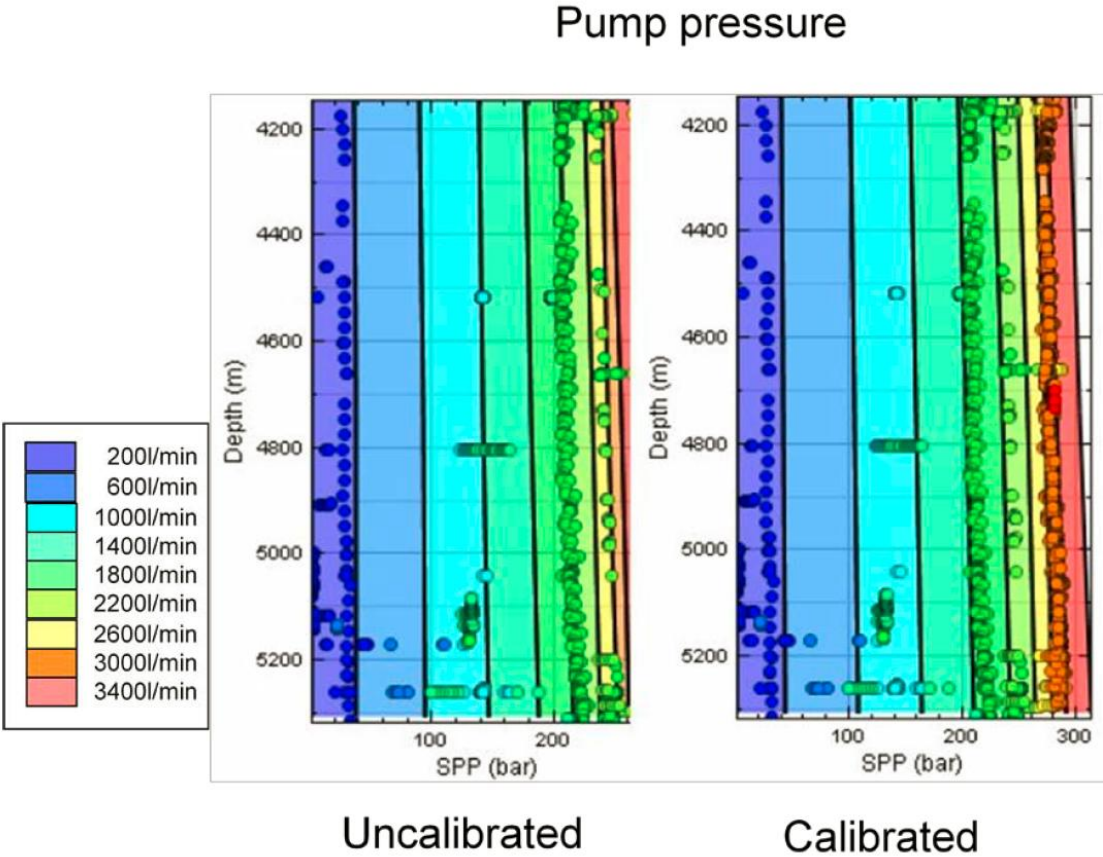 Pump pressure
200l/min
600l/min
1000l/min
1400l/min
1800l/min
2200l/min
2600l/min
3000l/min
3400l/min
Depth (m)
4200
4400
4600
4800
5000
5200
100 200
SPP (bar)
Uncalibrated
Depth (m)
4200
4400
4600
4800
5000
5200
100 200 300
SPP (bar)
Calibrated